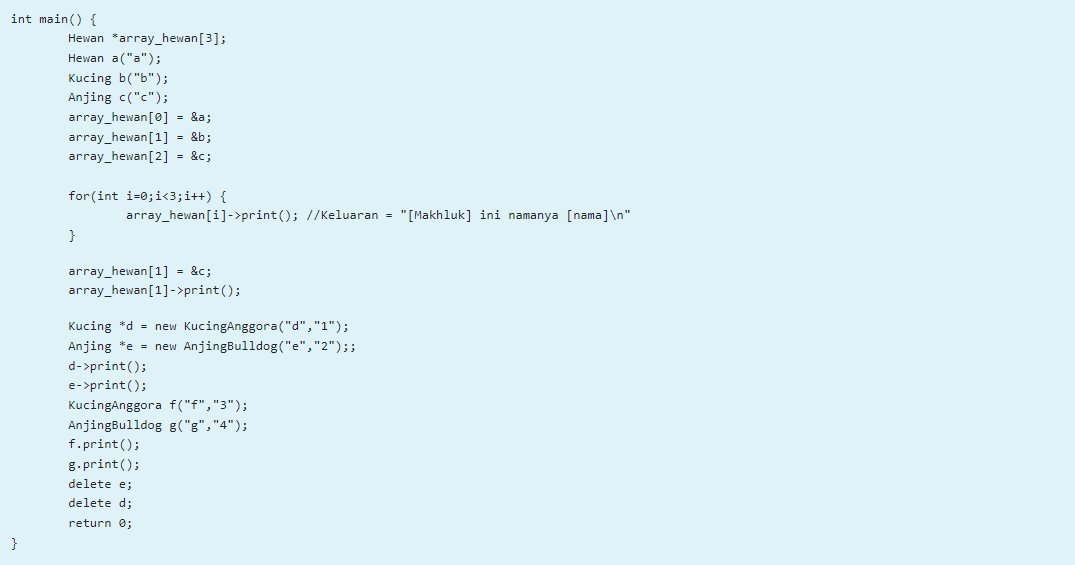 int main() {
        Hewan *array_hewan[3];
        Hewan a("a");
        Kucing b("b");
        Anjing c("c");
        array_hewan[0] = &a;
        array_hewan[1] = &b;
        array_hewan[2] = &c;
        for(int i=0;i<3;i++) {
                array_hewan[i]->print(); //Keluaran = "[Makhluk] ini namanya [nama]\n"
        }
        array_hewan[1] = &c;
        array_hewan[1]->print();
        Kucing *d = new KucingAnggora("d","1");
        Anjing *e = new AnjingBulldog("e","2");;
        d->print();
        e->print();
        KucingAnggora f("f","3");
        AnjingBulldog g("g","4");
        f.print();
        g.print();
        delete e;
        delete d;
        return 0;
}